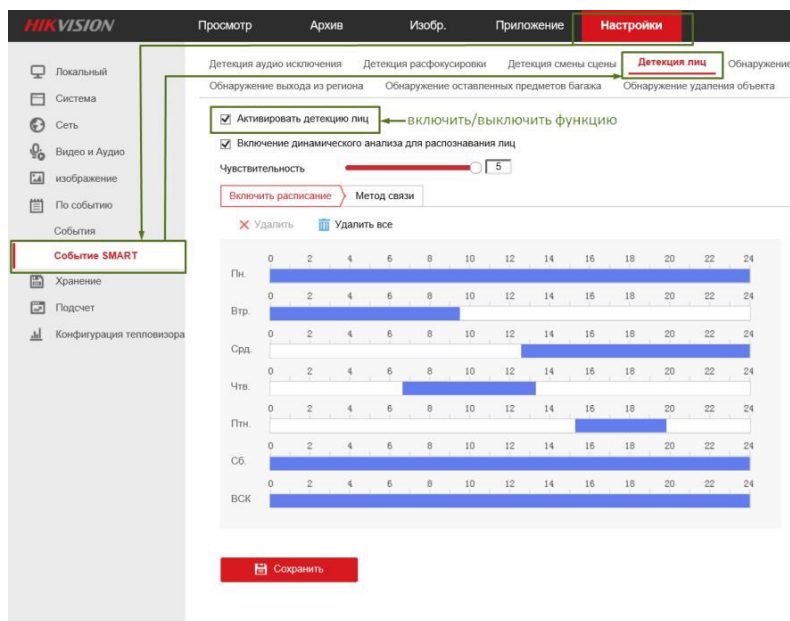 HIKVISION Просмотр Архив Изобр. Приложение Настройки
Детекция аудио исключения Детекция расфокусировки Детекция смены сцены Детекция лиц Обнаружение
Обнаружение выхода из региона Обнаружение оставленных предметов багажа Обнаружение удаления объекта
Локальный
Система
Сеть
Видео и Аудио
изображение
По событию
События
Событие SMART
Хранение
Подсчет
Конфигурация тепловизора
Активировать детекцию лиц включить/выключить функцию
Включение динамического анализа для распознавания лиц
Чувствительность 5
Включить расписание Метод связи
Удалить Удалить все
0 2 4 6 8 10 12 14 16 18 20 22 24
Пн.
0 2 4 6 8 10 12 14 16 18 20 22 24
Втр.
0 2 4 6 8 10 12 14 16 18 20 22 24
Срд.
0 2 4 6 8 10 12 14 16 18 20 22 24
Чтв.
0 2 4 6 8 10 12 14 16 18 20 22 24
Птн.
0 2 4 6 8 10 12 14 16 18 20 22 24
Сб.
0 2 4 6 8 10 12 14 16 18 20 22 24
ВСК
Сохранить